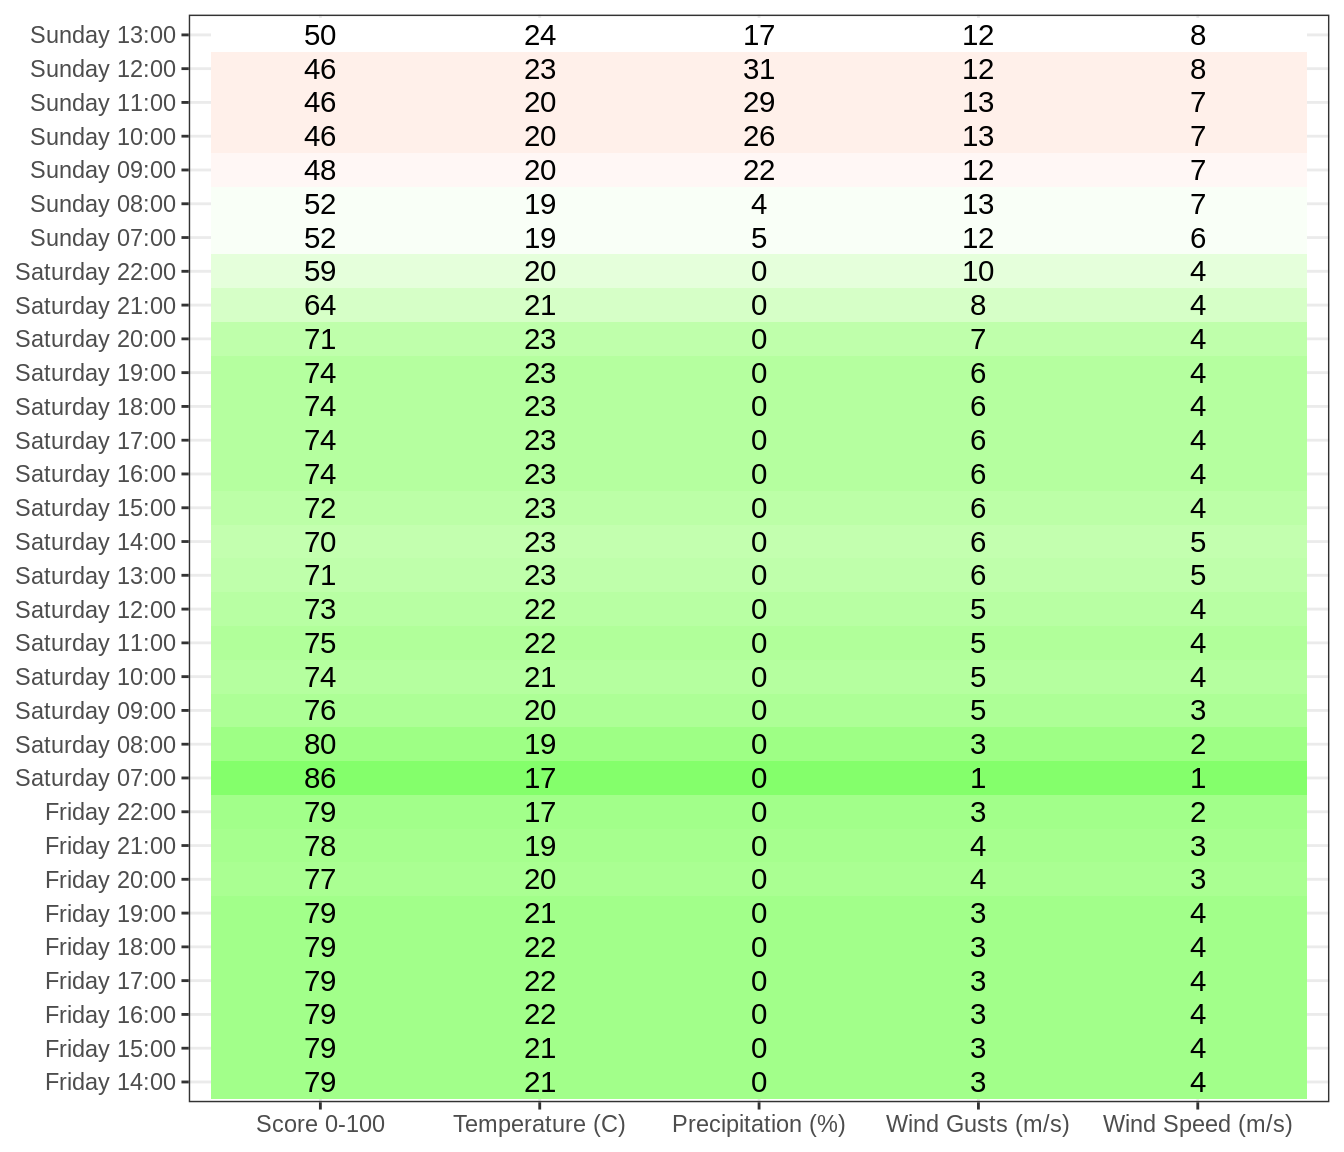 Sunday 13:00 50 24 17 12 8
Sunday 12:00 46 23 31 12 8
Sunday 11:00 46 20 29 13 7
Sunday 10:00 46 20 26 13 7
Sunday 09:00 48 20 22 12 7
Sunday 08:00 52 19 4 13 7
Sunday 07:00 52 19 5 12 6
Saturday 22:00 59 20 0 10 4
Saturday 21:00 64 21 0 8 4
Saturday 20:00 71 23 0 7 4
Saturday 19:00 74 23 0 6 4
Saturday 18:00 74 23 0 6 4
Saturday 17:00 74 23 0 6 4
Saturday 16:00 74 23 0 6 4
Saturday 15:00 72 23 0 6 4
Saturday 14:00 70 23 0 6 5
Saturday 13:00 71 23 0 6 5
Saturday 12:00 73 22 0 5 4
Saturday 11:00 75 22 0 5 4
Saturday 10:00 74 21 0 5 4
Saturday 09:00 76 20 0 5 3
Saturday 08:00 80 19 0 3 2
Saturday 07:00 86 17 0 1 1
Friday 22:00 79 17 0 3 2
Friday 21:00 78 19 0 4 3
Friday 20:00 77 20 0 4 3
Friday 19:00 79 21 0 3 4
Friday 18:00 79 22 0 3 4
Friday 17:00 79 22 0 3 4
Friday 16:00 79 22 0 3 4
Friday 15:00 79 21 0 3 4
Friday 14:00 79 21 0 3 4
Score 0-100 Temperature (C) Precipitation (%) Wind Gusts (m/s) Wind Speed (m/s)